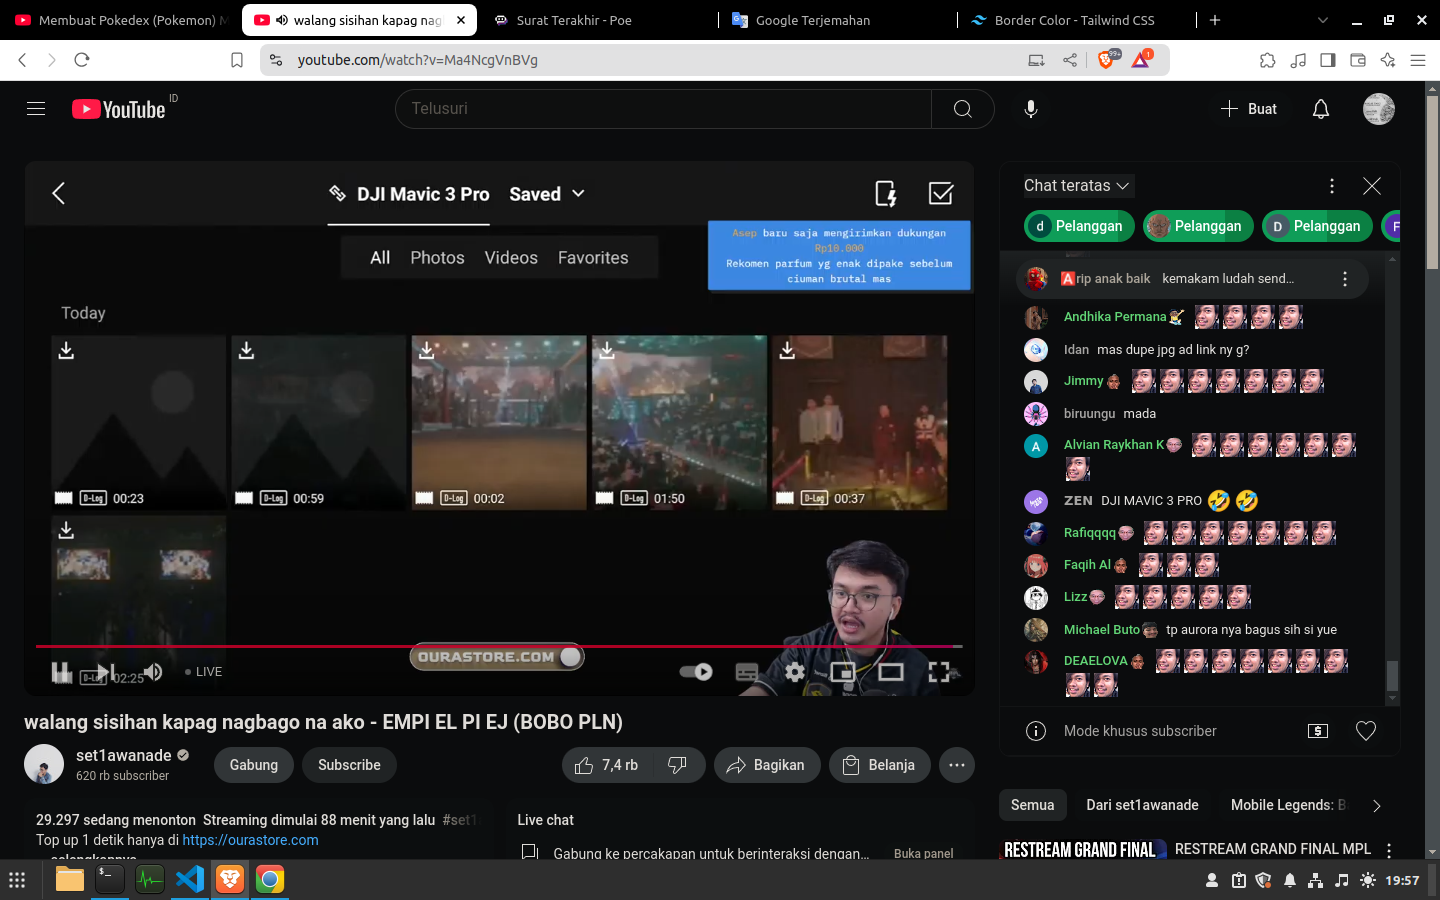 Membuat Pokedex (Pokemon) M
walang sisihan kapag nag
Surat Terakhir - Poe
Google Terjemahan
Border Color - Tailwind CSS
youtube.com/watch?v=Ma4NcgVnBVg
99+
1
YouTube
ID
Telusuri
Buat
DJI Mavic 3 Pro
Saved
Asep baru saja mengirimkan dukungan
Rp10.000
Rekomen parfum yg enak dipake sebelum
ciuman brutal mas
All
Photos
Videos
Favorites
Today
D-Log 00:23
D-Log 00:59
D-Log 00:02
D-Log 01:50
D-Log 00:37
D-Log 02:25
OURASTORE.COM
LIVE
Chat teratas
d Pelanggan
Pelanggan
D Pelanggan
F
🅰rip anak baik kemakam ludah send...
Andhika Permana
Idan mas dupe jpg ad link ny g?
Jimmy
biruungu mada
A Alvian Raykhan K
ZEN DJI MAVIC 3 PRO 🤣 🤣
Rafiqqqq
Faqih Al
Lizz
Michael Buto tp aurora nya bagus sih si yue
DEAELOVA
Mode khusus subscriber
walang sisihan kapag nagbago na ako - EMPI EL PI EJ (BOBO PLN)
set1awanade
620 rb subscriber
Gabung
Subscribe
7,4 rb
Bagikan
Belanja
29.297 sedang menonton Streaming dimulai 88 menit yang lalu #set1
Top up 1 detik hanya di https://ourastore.com
Live chat
Gabung ke percakapan untuk berinteraksi dengan...
Buka panel
Semua
Dari set1awanade
Mobile Legends: Ba
RESTREAM GRAND FINAL
RESTREAM GRAND FINAL MPL
19:57